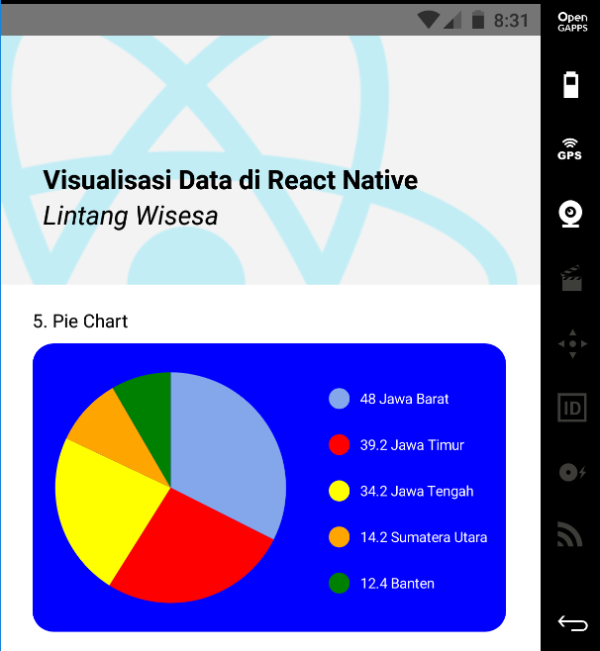 8:31
Open
GAPPS
GPS
ID
Visualisasi Data di React Native
Lintang Wisesa
5. Pie Chart
48 Jawa Barat
39.2 Jawa Timur
34.2 Jawa Tengah
14.2 Sumatera Utara
12.4 Banten